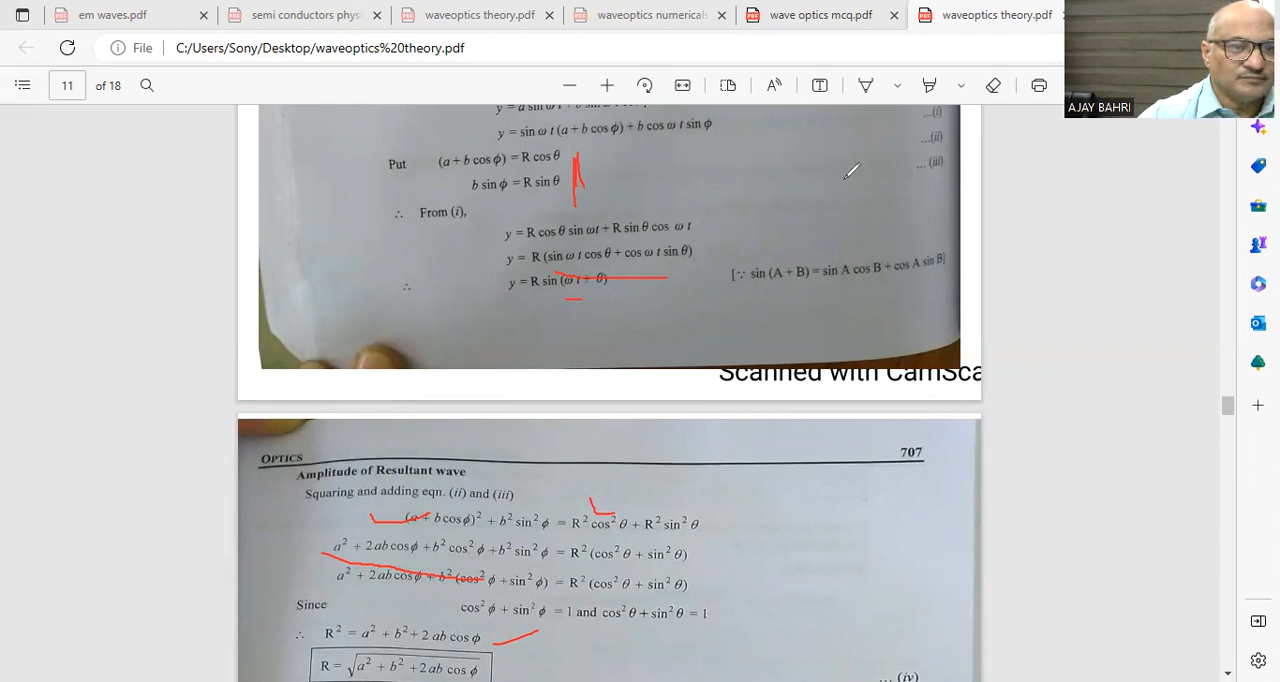 em waves.pdf
semi conductors physi
waveoptics theory.pdf
waveoptics numericals
wave optics mcq.pdf
waveoptics theory.pdf
File C:/Users/Sony/Desktop/waveoptics%20theory.pdf
11 of 18
AJAY BAHRI
...(i)
y = sin ω t (a + b cos ϕ) + b cos ω t sin ϕ
...(ii)
Put (a + b cos ϕ) = R cos θ
...(iii)
b sin ϕ = R sin θ
∴ From (i),
y = R cos θ sin ωt + R sin θ cos ω t
y = R (sin ω t cos θ + cos ω t sin θ)
∴ y = R sin (ω t + θ) [∵ sin (A + B) = sin A cos B + cos A sin B]
Scanned with CamSca
OPTICS 707
Amplitude of Resultant wave
Squaring and adding eqn. (ii) and (iii)
(a + b cos ϕ)² + b² sin² ϕ = R² cos² θ + R² sin² θ
a² + 2ab cos ϕ + b² cos² ϕ + b² sin² ϕ = R² (cos² θ + sin² θ)
a² + 2ab cos ϕ + b² (cos² ϕ + sin² ϕ) = R² (cos² θ + sin² θ)
Since cos² ϕ + sin² ϕ = 1 and cos² θ + sin² θ = 1
∴ R² = a² + b² + 2 ab cos ϕ
R = √a² + b² + 2 ab cos ϕ
... (iv)